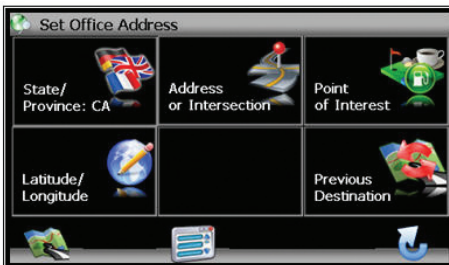 Set Office Address
State/
Province: CA
Address
or Intersection
Point
of Interest
Latitude/
Longitude
Previous
Destination